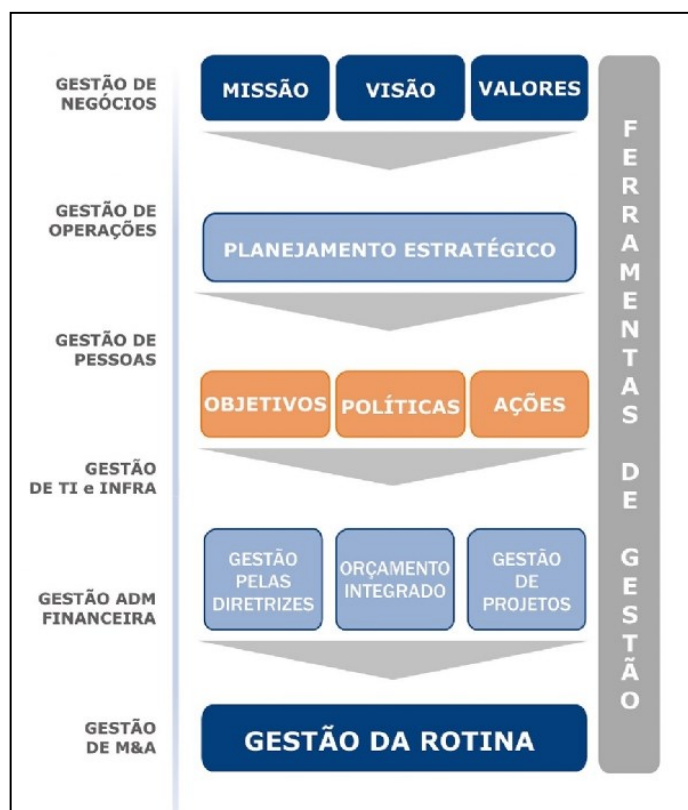 GESTÃO DE
NEGÓCIOS
MISSÃO
VISÃO
VALORES
GESTÃO DE
OPERAÇÕES
PLANEJAMENTO ESTRATÉGICO
GESTÃO DE
PESSOAS
OBJETIVOS
POLÍTICAS
AÇÕES
GESTÃO
DE TI e INFRA
GESTÃO
PELAS
DIRETRIZES
ORÇAMENTO
INTEGRADO
GESTÃO
DE
PROJETOS
GESTÃO ADM
FINANCEIRA
GESTÃO
DE M&A
GESTÃO DA ROTINA
FERRAMENTAS DE GESTÃO